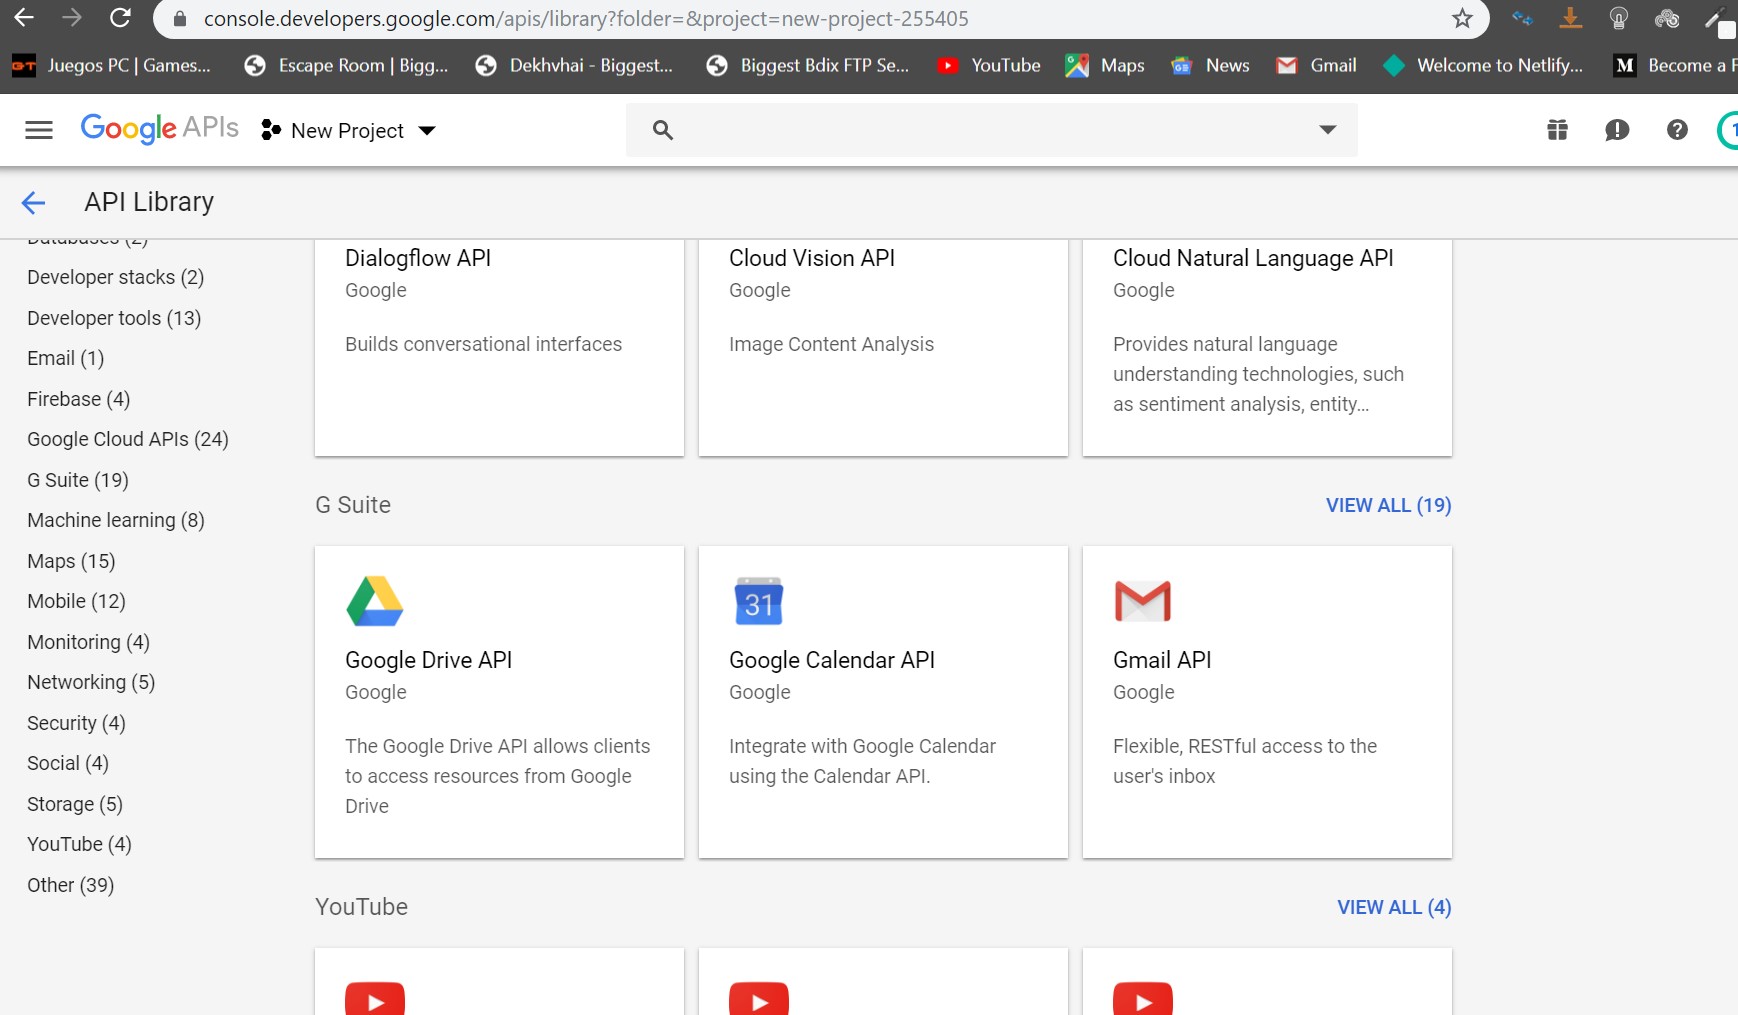 console.developers.google.com/apis/library?folder=&project=new-project-255405
GT Juegos PC | Games... Escape Room | Bigg... Dekhvhai - Biggest... Biggest Bdix FTP Se... YouTube Maps News Gmail Welcome to Netlify... M Become a F
Google APIs New Project
API Library
Databases (2)
Developer stacks (2)
Developer tools (13)
Email (1)
Firebase (4)
Google Cloud APIs (24)
G Suite (19)
Machine learning (8)
Maps (15)
Mobile (12)
Monitoring (4)
Networking (5)
Security (4)
Social (4)
Storage (5)
YouTube (4)
Other (39)
Dialogflow API
Google
Builds conversational interfaces
Cloud Vision API
Google
Image Content Analysis
Cloud Natural Language API
Google
Provides natural language
understanding technologies, such
as sentiment analysis, entity...
G Suite VIEW ALL (19)
Google Drive API
Google
The Google Drive API allows clients
to access resources from Google
Drive
31
Google Calendar API
Google
Integrate with Google Calendar
using the Calendar API.
Gmail API
Google
Flexible, RESTful access to the
user's inbox
YouTube VIEW ALL (4)